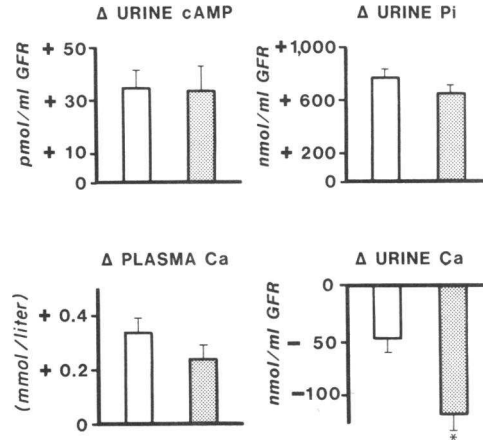 Δ URINE cAMP
pmol/ml GFR
+ 50
+ 30
+ 10
0
Δ URINE Pi
nmol/ml GFR
+1,000
+ 600
+ 200
0
Δ PLASMA Ca
(mmol/liter)
+ 0.4
+ 0.2
0
Δ URINE Ca
nmol/ml GFR
0
- 50
-100
*